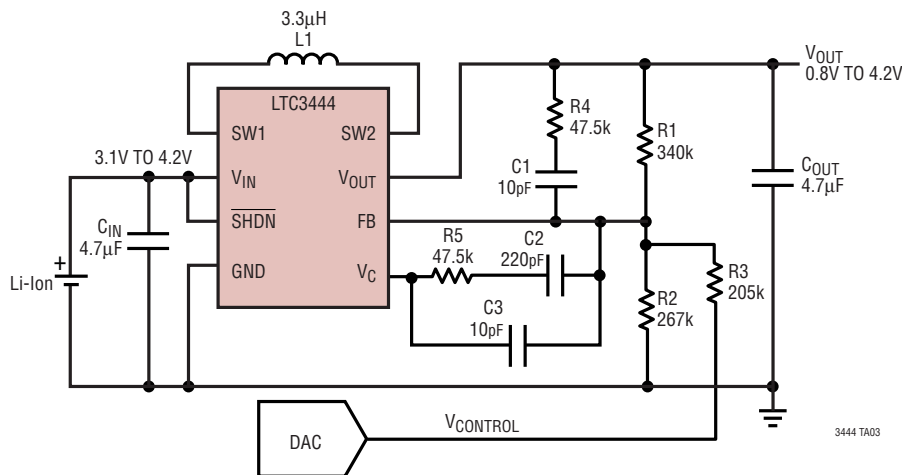 3.3µH
L1
LTC3444
SW1
SW2
VIN
VOUT
SHDN
FB
GND
VC
3.1V TO 4.2V
CIN
4.7µF
Li-Ion
+
R4
47.5k
C1
10pF
R1
340k
VOUT
0.8V TO 4.2V
COUT
4.7µF
R5
47.5k
C2
220pF
C3
10pF
R2
267k
R3
205k
DAC
VCONTROL
3444 TA03